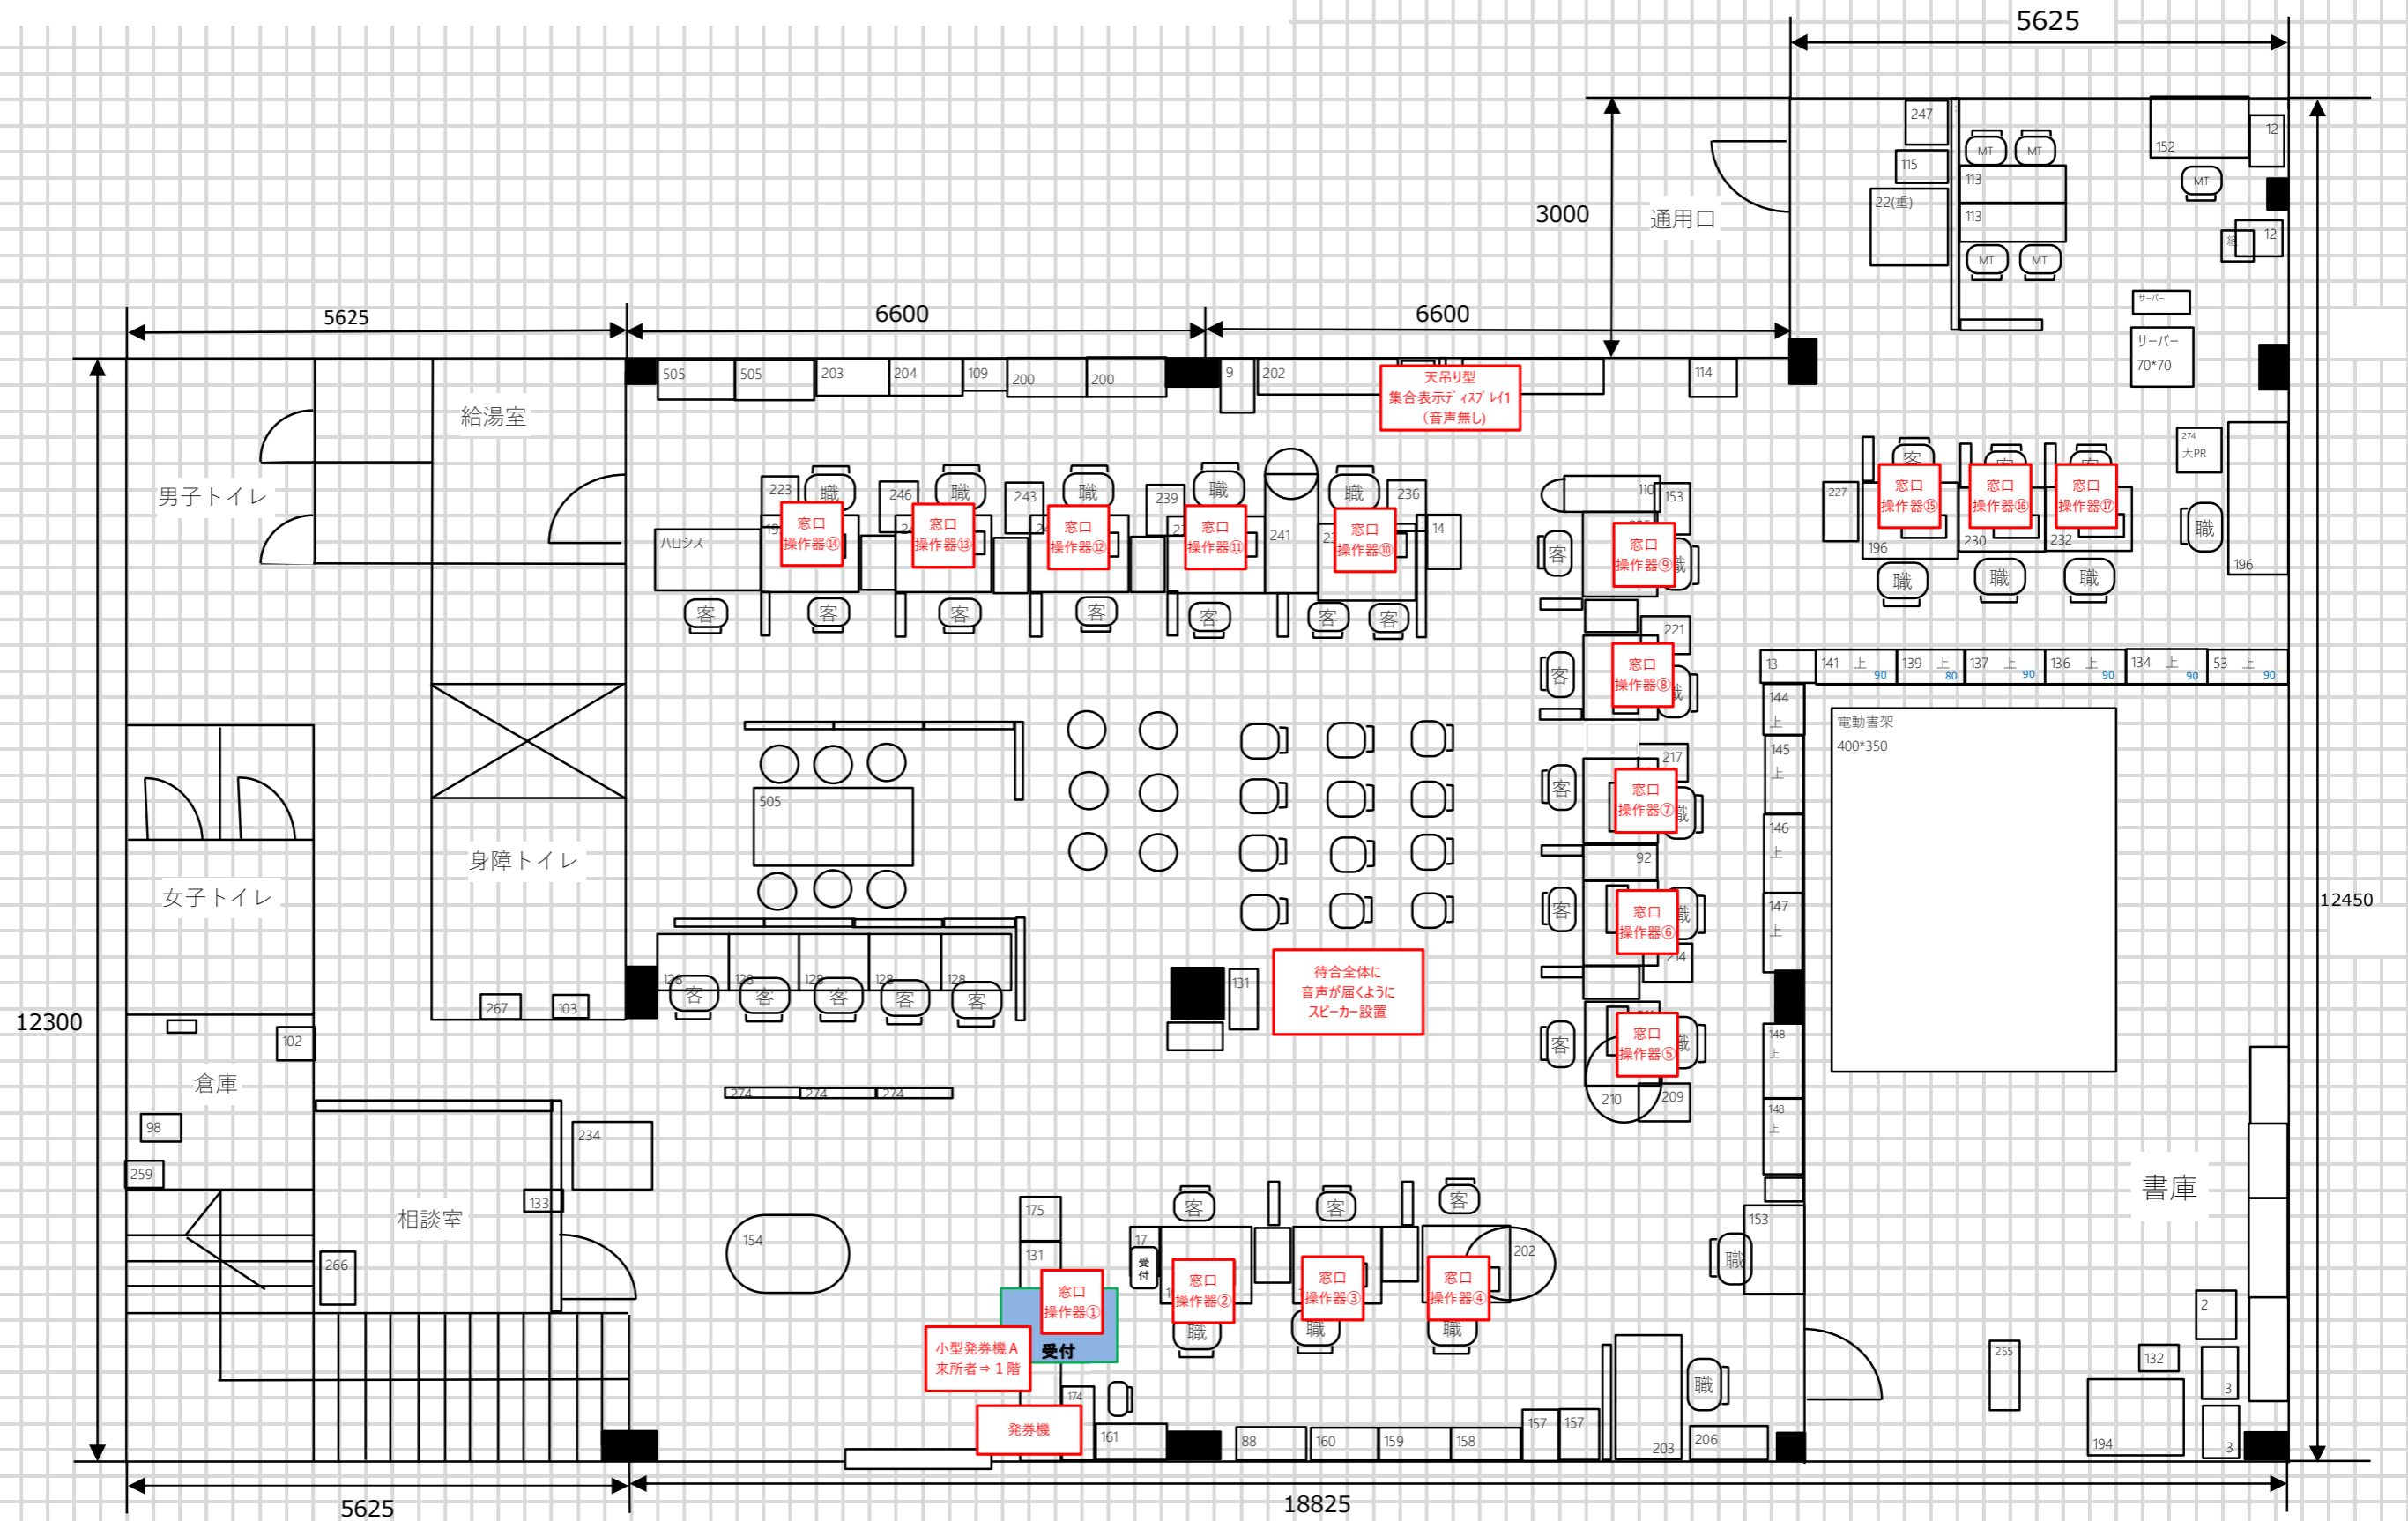 5625
247
115
22(重)
MT
MT
113
113
MT
MT
152
12
MT
12
3000
通用口
サーバー
サーバー
70*70
5625
6600
6600
505
505
203
204
109
200
200
9
202
114
天吊り型
集合表示ディスプレイ1
（音声無し）
給湯室
男子トイレ
223
職
246
職
243
職
239
職
241
職
236
14
ハロシス
窓口
操作器⑭
窓口
操作器⑬
窓口
操作器⑫
窓口
操作器⑪
窓口
操作器⑩
客
客
客
客
客
客
客
110
153
客
窓口
操作器⑨
職
221
客
窓口
操作器⑧
職
217
客
窓口
操作器⑦
職
92
客
窓口
操作器⑥
職
214
客
窓口
操作器⑤
職
210
209
227
客
窓口
操作器⑮
窓口
操作器⑯
窓口
操作器⑰
196
230
232
職
職
職
274
大PR
職
196
13
141 上
90
139 上
80
137 上
90
136 上
90
134 上
90
53 上
90
144
上
145
上
146
上
147
上
148
上
148
上
電動書架
400*350
12450
505
身障トイレ
女子トイレ
128
128
128
128
128
客
客
客
客
客
267
103
131
待合全体に
音声が届くように
スピーカー設置
12300
102
倉庫
98
259
274
274
274
234
133
相談室
266
154
175
131
窓口
操作器①
受付
小型発券機A
来所者⇒1階
発券機
174
161
17
受
付
客
窓口
操作器②
職
客
窓口
操作器③
職
客
窓口
操作器④
職
202
153
職
職
88
160
159
158
157
157
203
206
書庫
2
255
132
3
194
3
5625
18825